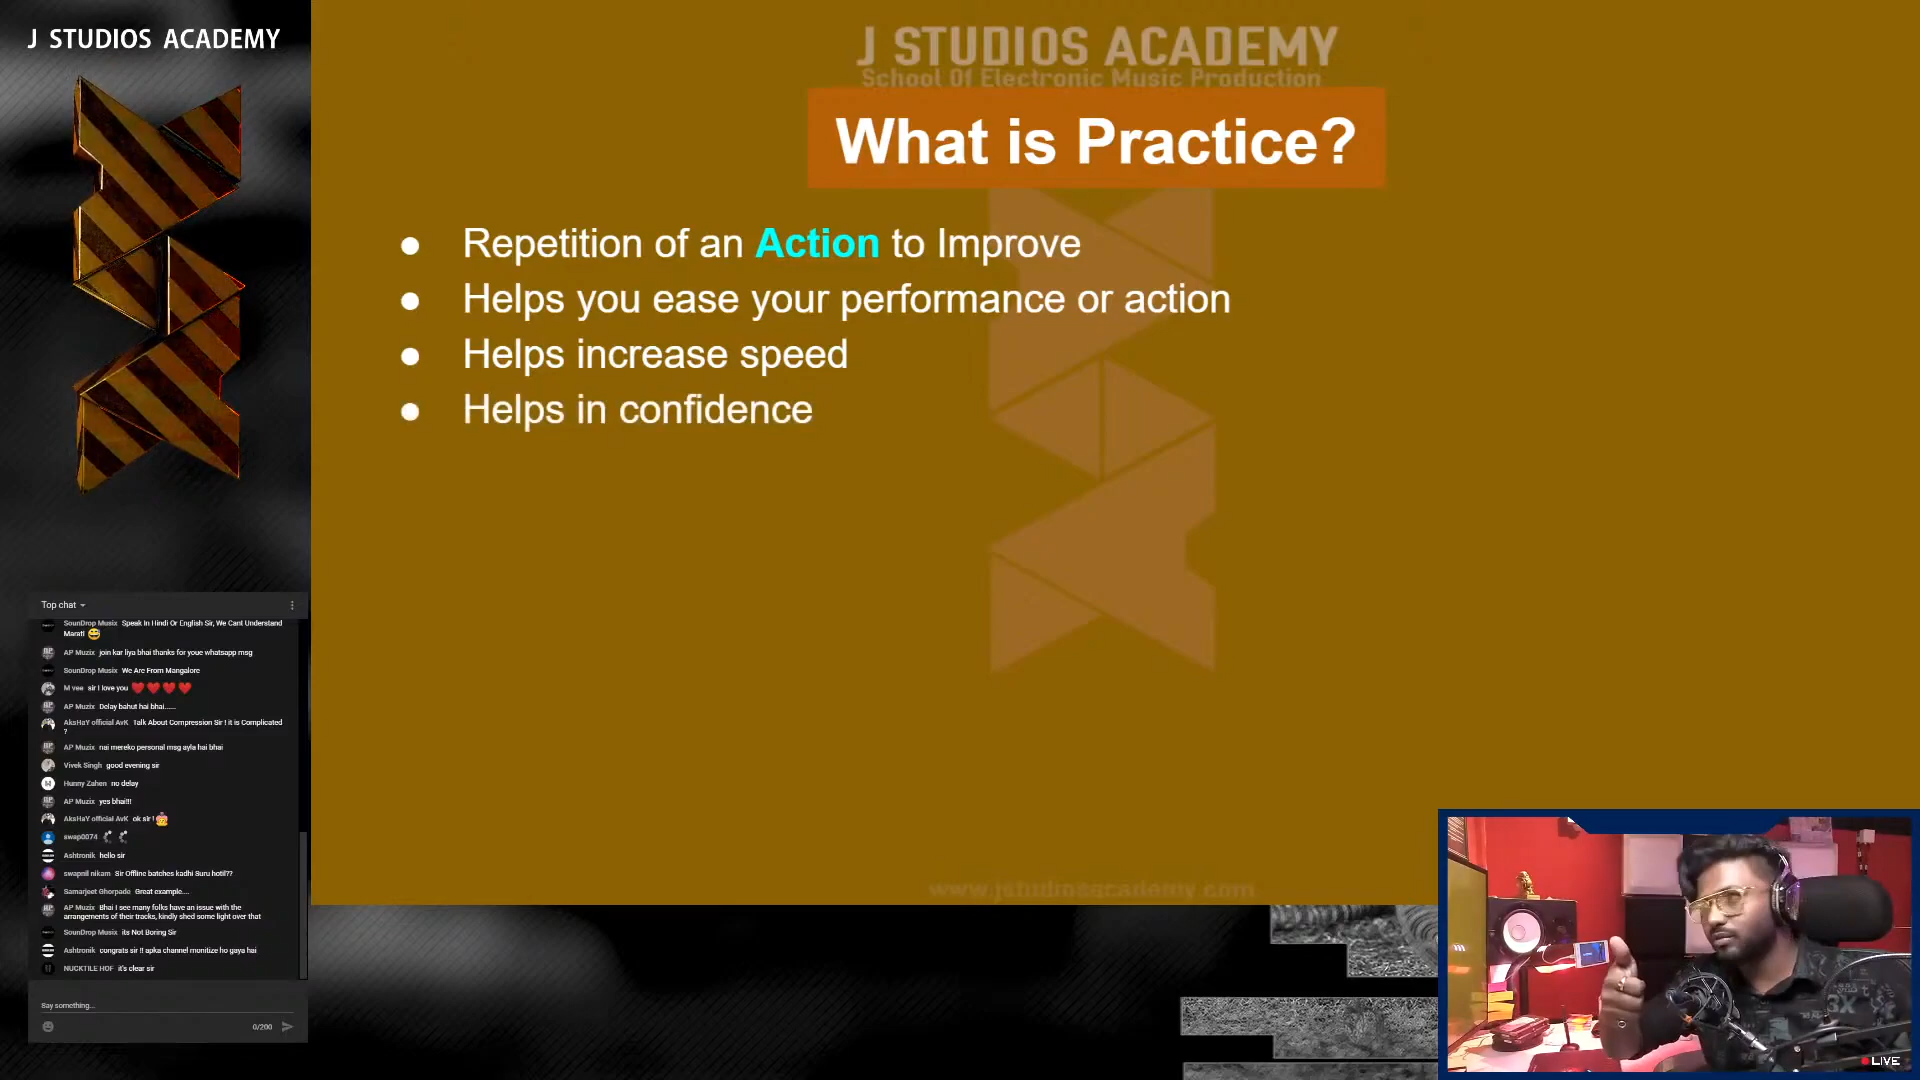 J STUDIOS ACADEMY
J STUDIOS ACADEMY
School Of Electronic Music Production
What is Practice?
● Repetition of an Action to Improve
● Helps you ease your performance or action
● Helps increase speed
● Helps in confidence
www.jstudiosacademy.com
Top chat
SounDrop Musix Speak In Hindi Or English Sir, We Cant Understand
Marati 😅
AP Muzix join kar liya bhai thanks for youe whatsapp msg
SounDrop Musix We Are From Mangalore
M vee sir I love you ❤❤❤❤
AP Muzix Delay bahut hai bhai......
AksHaY official AvK Talk About Compression Sir ! it is Complicated
?
AP Muzix nai mereko personal msg ayla hai bhai
Vivek Singh good evening sir
Hunny Zahen no delay
AP Muzix yes bhai!!!
AksHaY official AvK ok sir !
swap0074
Ashtronik hello sir
swapnil nikam Sir Offline batches kadhi Suru hotil??
Samarjeet Ghorpade Great example....
AP Muzix Bhai I see many folks have an issue with the
arrangements of their tracks, kindly shed some light over that
SounDrop Musix its Not Boring Sir
Ashtronik congrats sir !! apka channel monitize ho gaya hai
NUCKTILE HOF it's clear sir
Say something...
0/200
LIVE